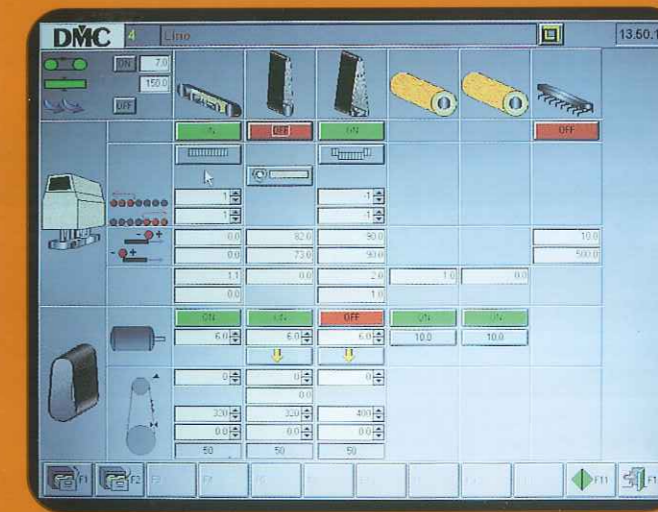 DMC 4 Lino 13.50.1
ON 7.0
150.0
OFF
ON OFF ON OFF
1 -1
1 -1
0.0 82.0 90.0 10.0
0.0 73.0 90.0 500.0
1.1 0.0 2.0 1.0 0.0
0.0 1.0
ON ON OFF ON ON
6.0 6.0 6.0 10.0 10.0
0 0 0
0.0
320 320 400
0.0 0.0 0.0
50 50 50
F1 F2 F3 F4 F11 F1